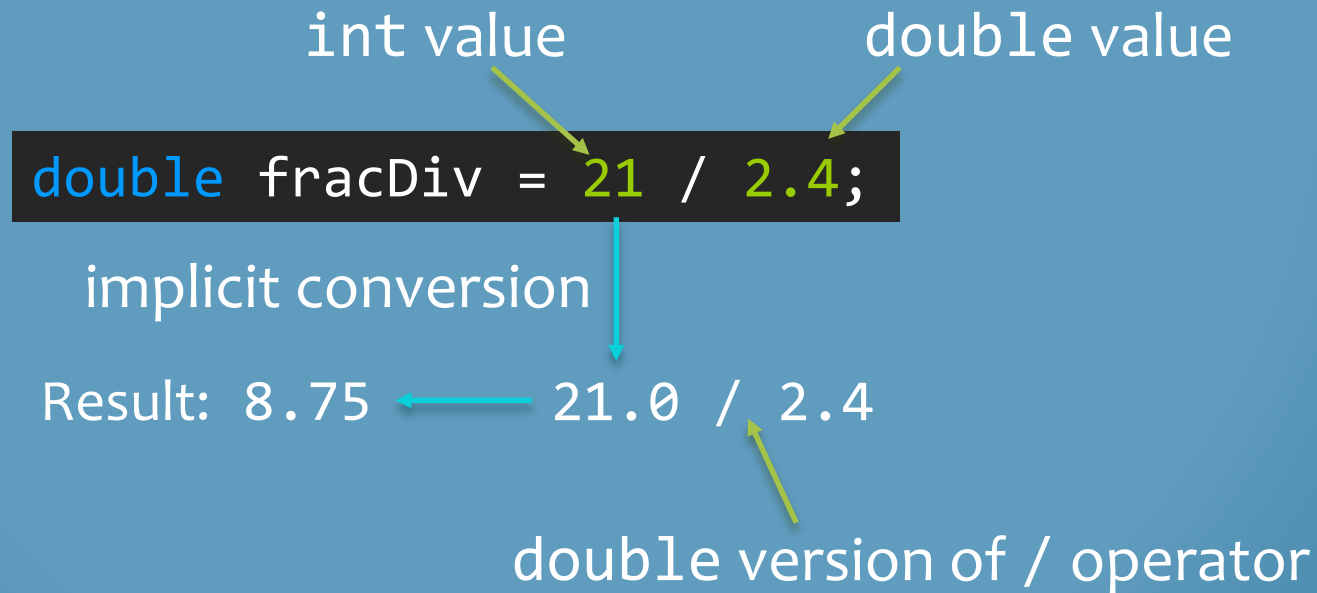 int value double value
double fracDiv = 21 / 2.4;
implicit conversion
Result: 8.75 21.0 / 2.4
double version of / operator